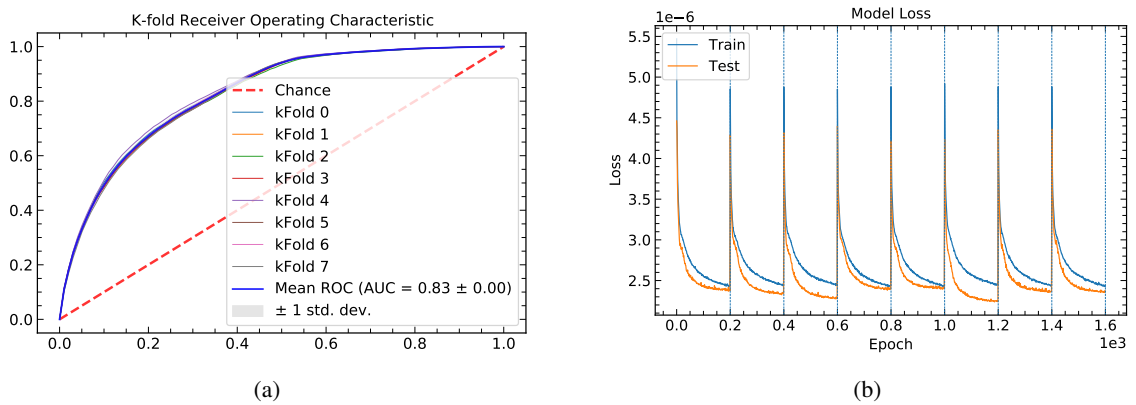 K-fold Receiver Operating Characteristic
1.0
0.8
0.6
0.4
0.2
0.0
0.0 0.2 0.4 0.6 0.8 1.0
Chance
kFold 0
kFold 1
kFold 2
kFold 3
kFold 4
kFold 5
kFold 6
kFold 7
Mean ROC (AUC = 0.83 ± 0.00)
± 1 std. dev.
(a)
Model Loss
1e−6
5.5
5.0
4.5
4.0
3.5
3.0
2.5
Loss
Train
Test
0.0 0.2 0.4 0.6 0.8 1.0 1.2 1.4 1.6
Epoch
1e3
(b)